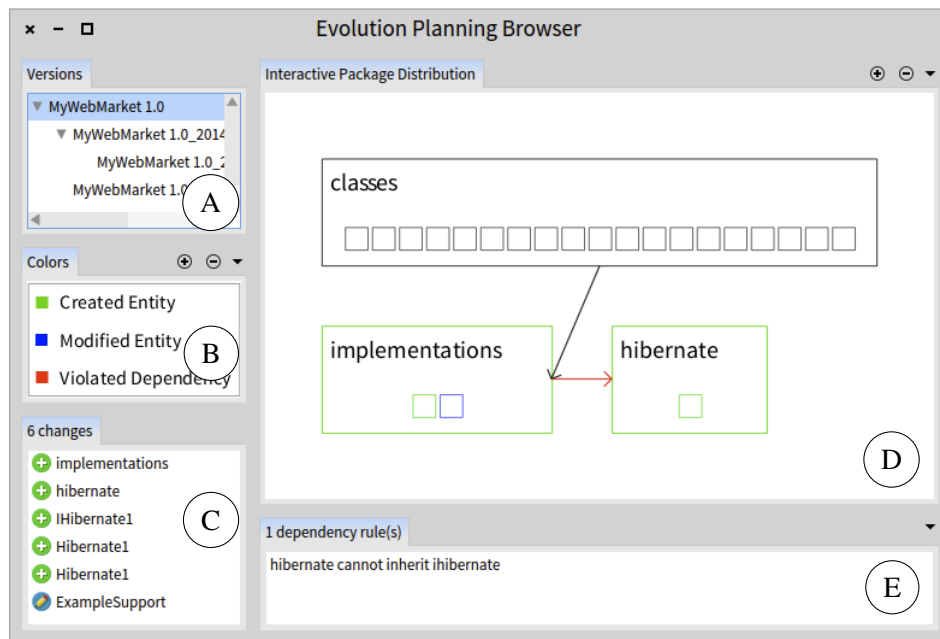 Evolution Planning Browser
Versions
MyWebMarket 1.0
MyWebMarket 1.0_2014
MyWebMarket 1.0_2
MyWebMarket 1.0
A
Colors
Created Entity
Modified Entity
Violated Dependency
B
6 changes
implementations
hibernate
IHibernate1
Hibernate1
Hibernate1
ExampleSupport
C
Interactive Package Distribution
classes
implementations
hibernate
D
1 dependency rule(s)
hibernate cannot inherit ihibernate
E